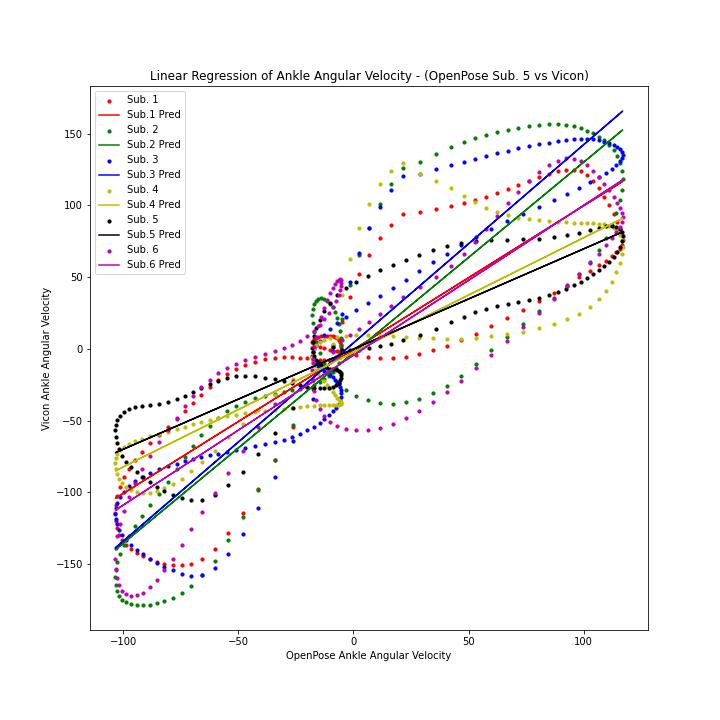 Linear Regression of Ankle Angular Velocity - (OpenPose Sub. 5 vs Vicon)
Sub. 1
Sub.1 Pred
Sub. 2
Sub.2 Pred
Sub. 3
Sub.3 Pred
Sub. 4
Sub.4 Pred
Sub. 5
Sub.5 Pred
Sub. 6
Sub.6 Pred
Vicon Ankle Angular Velocity
150
100
50
0
−50
−100
−150
−100
−50
0
50
100
OpenPose Ankle Angular Velocity